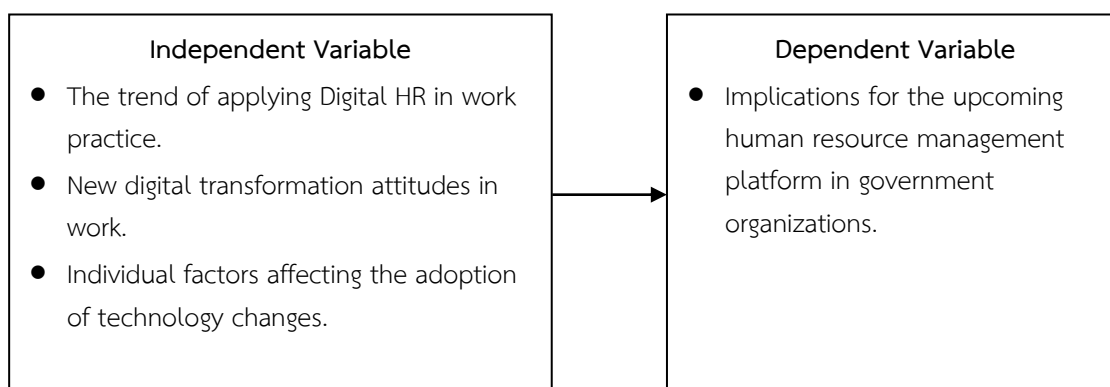 Independent Variable
● The trend of applying Digital HR in work
practice.
● New digital transformation attitudes in
work.
● Individual factors affecting the adoption
of technology changes.
Dependent Variable
● Implications for the upcoming
human resource management
platform in government
organizations.